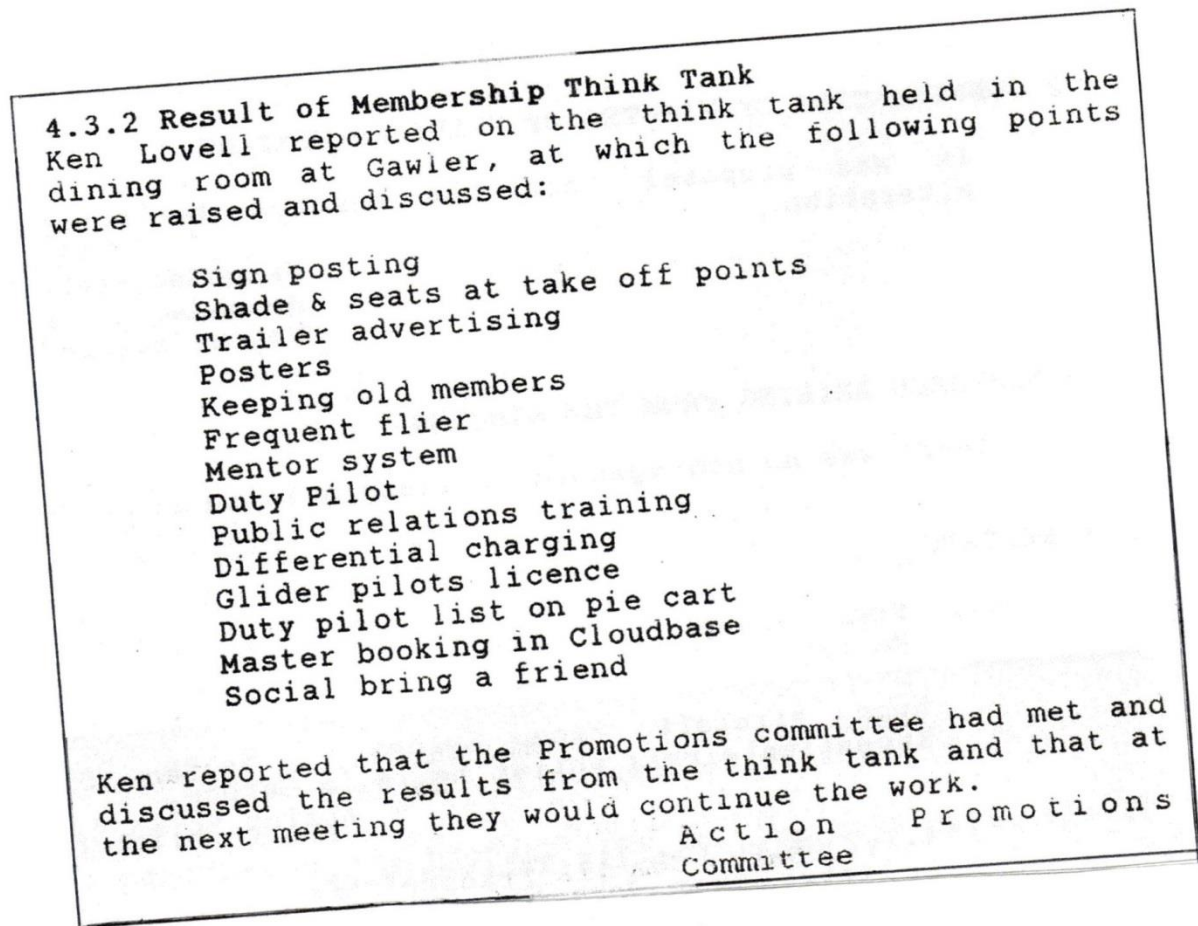 4.3.2 Result of Membership Think Tank
Ken Lovell reported on the think tank held in the
dining room at Gawler, at which the following points
were raised and discussed:
Sign posting
Shade & seats at take off points
Trailer advertising
Posters
Keeping old members
Frequent flier
Mentor system
Duty Pilot
Public relations training
Differential charging
Glider pilots licence
Duty pilot list on pie cart
Master booking in Cloudbase
Social bring a friend
Ken reported that the Promotions committee had met and
discussed the results from the think tank and that at
the next meeting they would continue the work.
Action Promotions
Committee